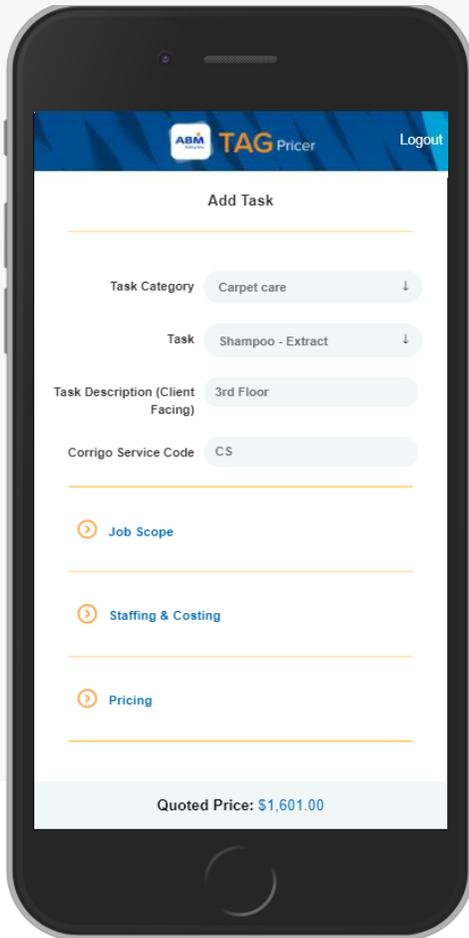 ABM
TAG Pricer
Logout
Add Task
Task Category
Carpet care
Task
Shampoo - Extract
Task Description (Client
Facing)
3rd Floor
Corrigo Service Code
CS
Job Scope
Staffing & Costing
Pricing
Quoted Price: $1,601.00